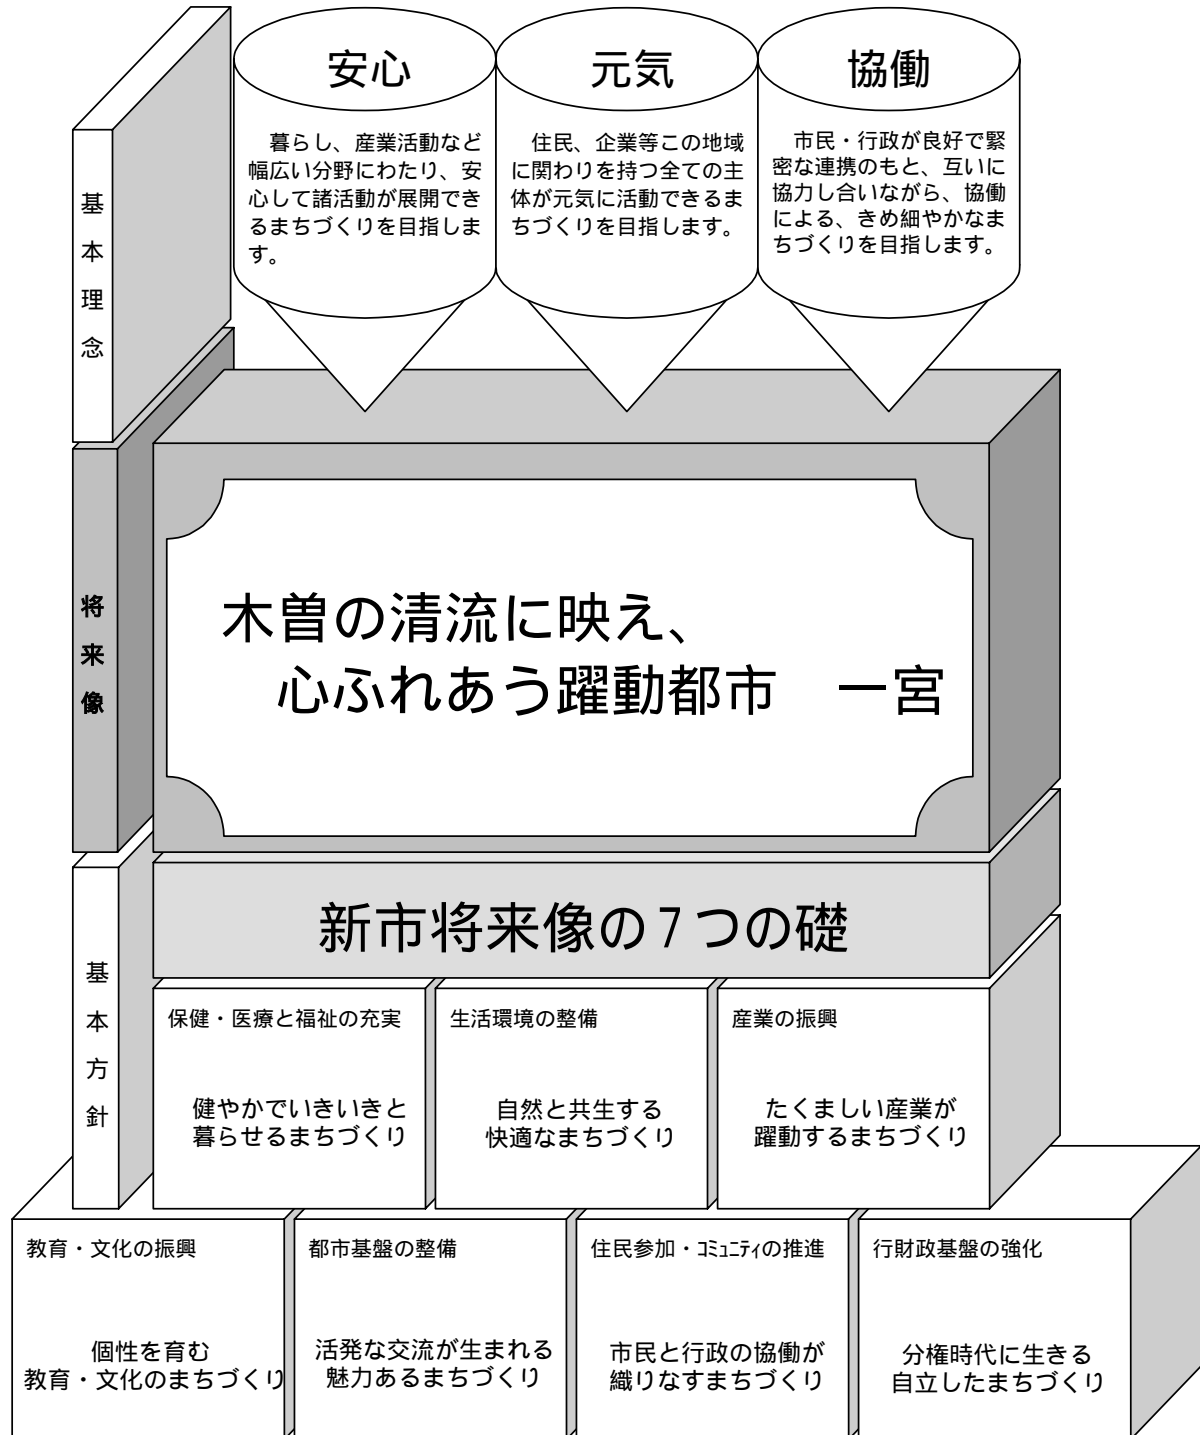 基本理念
安心
暮らし、産業活動など
幅広い分野にわたり、安
心して諸活動が展開でき
るまちづくりを目指しま
す。
元気
住民、企業等この地域
に関わりを持つ全ての主
体が元気に活動できるま
ちづくりを目指します。
協働
市民・行政が良好で緊
密な連携のもと、互いに
協力し合いながら、協働
による、きめ細やかなま
ちづくりを目指します。
将来像
木曽の清流に映え、
心ふれあう躍動都市　一宮
基本方針
新市将来像の7つの礎
保健・医療と福祉の充実
健やかでいきいきと
暮らせるまちづくり
生活環境の整備
自然と共生する
快適なまちづくり
産業の振興
たくましい産業が
躍動するまちづくり
教育・文化の振興
個性を育む
教育・文化のまちづくり
都市基盤の整備
活発な交流が生まれる
魅力あるまちづくり
住民参加・ｺﾐｭﾆﾃｨの推進
市民と行政の協働が
織りなすまちづくり
行財政基盤の強化
分権時代に生きる
自立したまちづくり